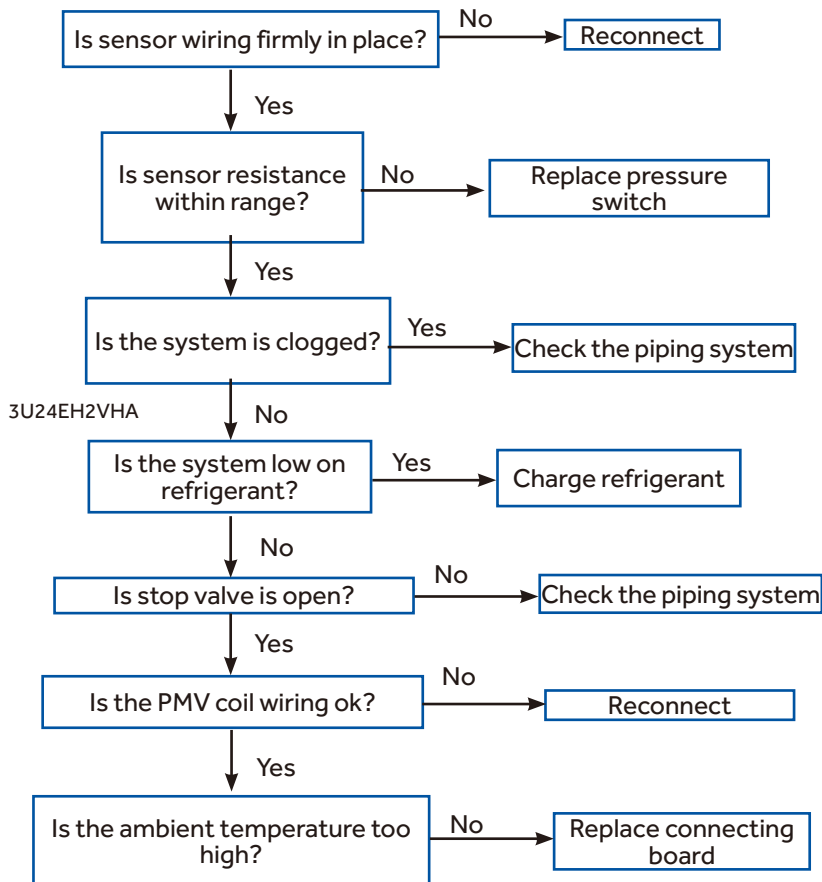 Is sensor wiring firmly in place?
No
Reconnect
Yes
Is sensor resistance
within range?
No
Replace pressure
switch
Yes
Is the system is clogged?
Yes
Check the piping system
3U24EH2VHA
No
Is the system low on
refrigerant?
Yes
Charge refrigerant
No
Is stop valve is open?
No
Check the piping system
Yes
Is the PMV coil wiring ok?
No
Reconnect
Yes
Is the ambient temperature too
high?
No
Replace connecting
board